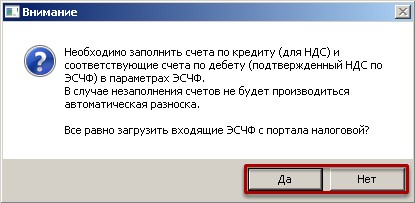 Внимание
Необходимо заполнить счета по кредиту (для НДС) и
соответствующие счета по дебету (подтвержденный НДС по
ЭСЧФ) в параметрах ЭСЧФ.
В случае незаполнения счетов не будет производиться
автоматическая разноска.
Все равно загрузить входящие ЭСЧФ с портала налоговой?
Да Нет